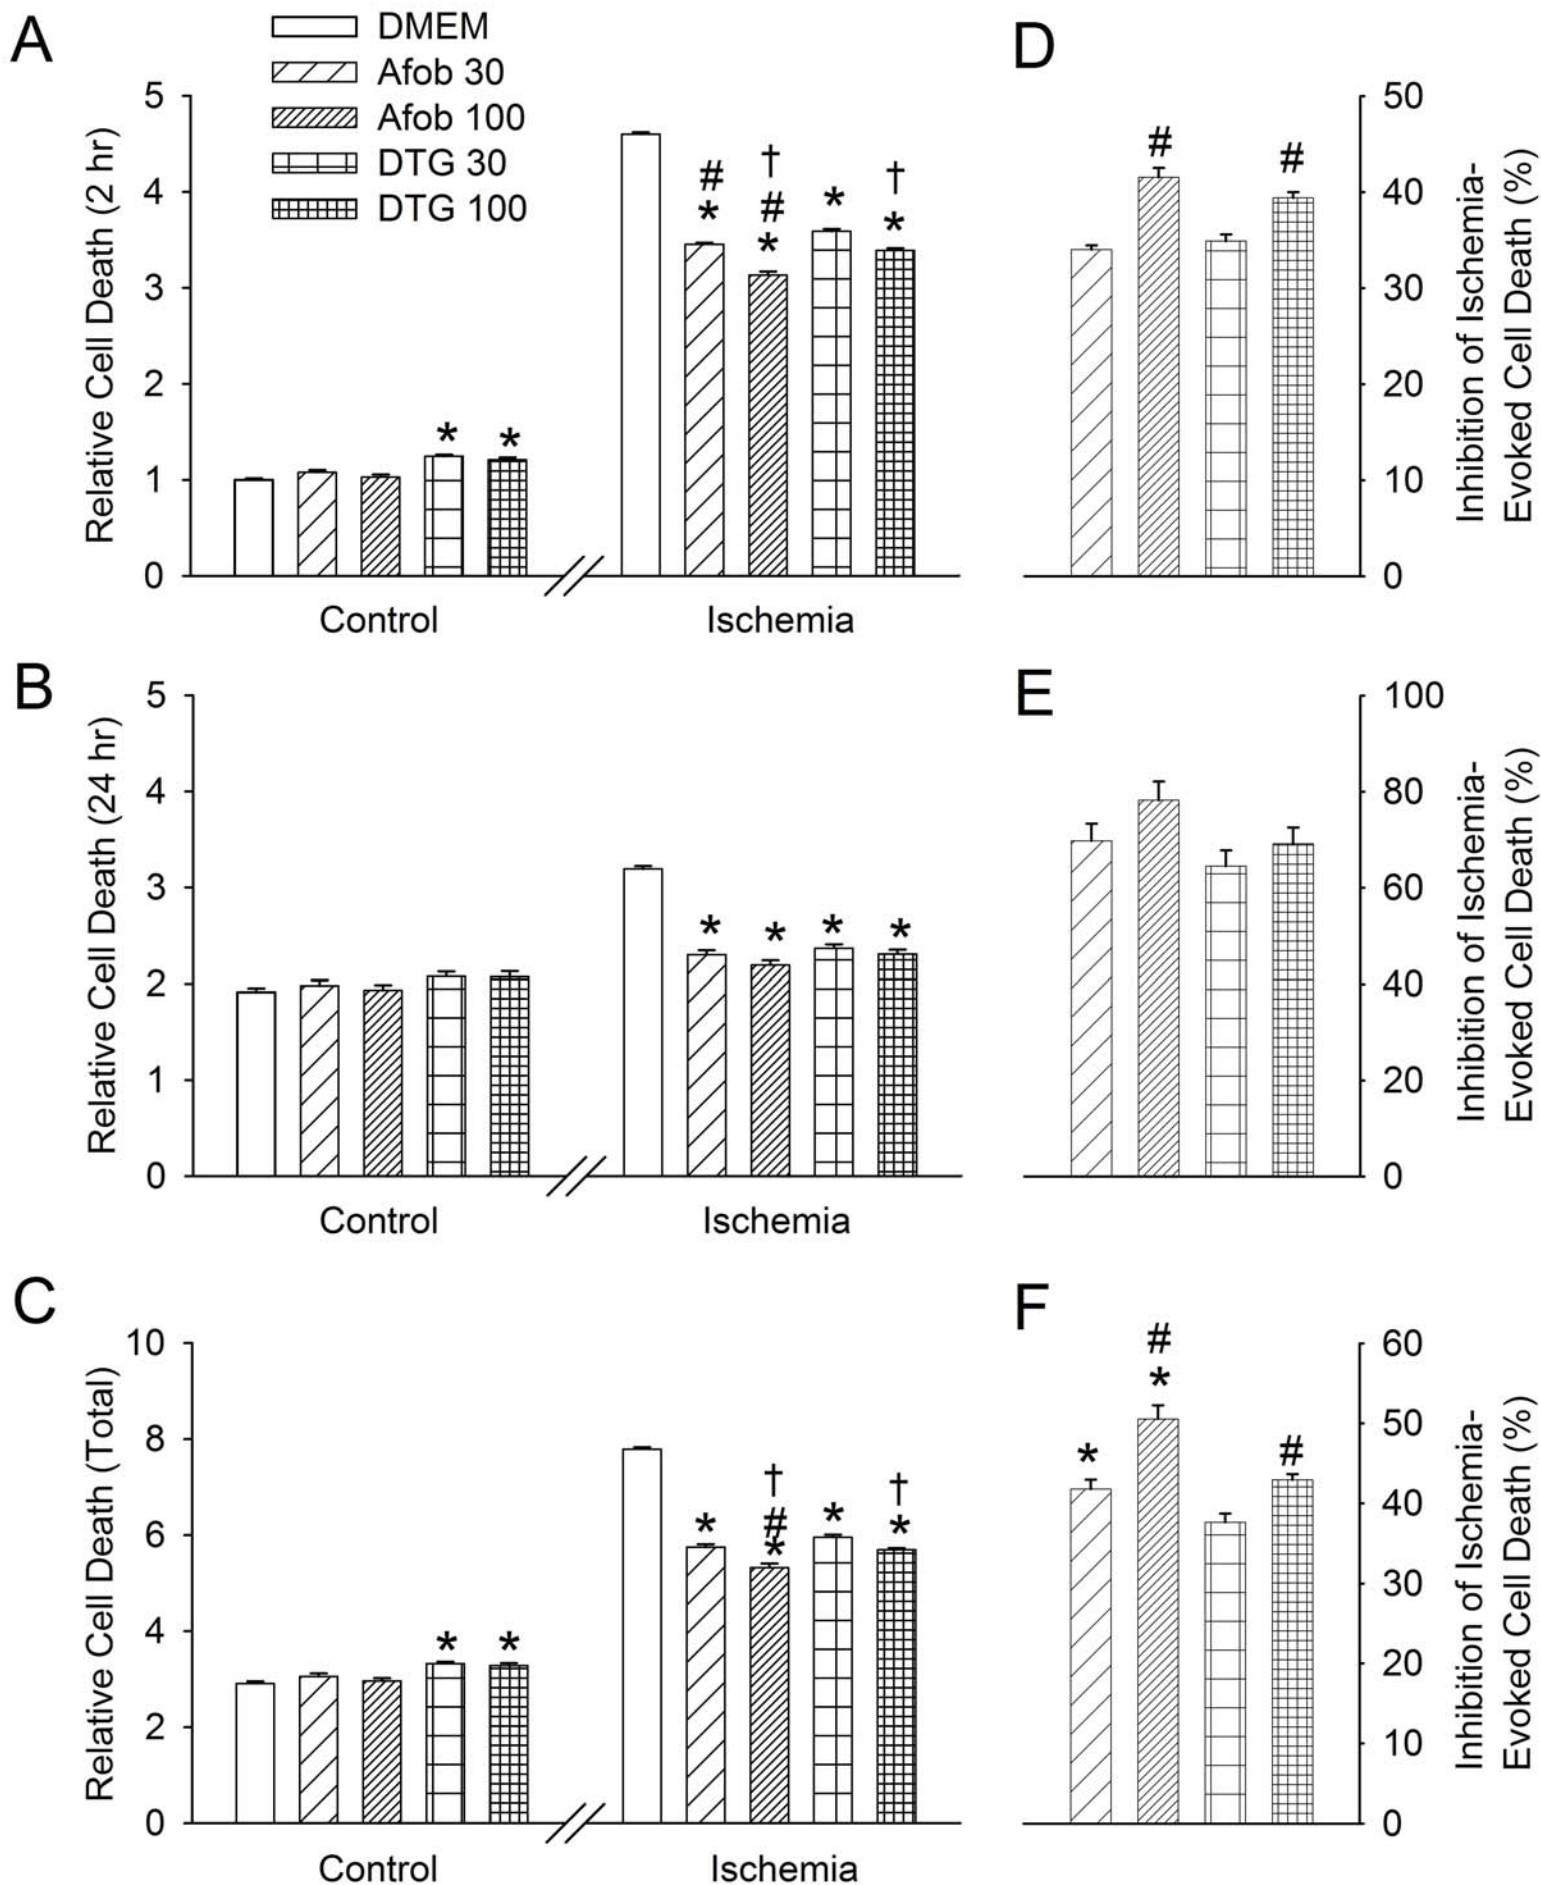 A
DMEM
Afob 30
Afob 100
DTG 30
DTG 100
Relative Cell Death (2 hr)
5
4
3
2
1
0
* *
# *
† # *
*
† *
Control
Ischemia
D
# #
50
40
30
20
10
0
Inhibition of Ischemia-
Evoked Cell Death (%)
B
Relative Cell Death (24 hr)
5
4
3
2
1
0
* * * *
Control
Ischemia
E
100
80
60
40
20
0
Inhibition of Ischemia-
Evoked Cell Death (%)
C
Relative Cell Death (Total)
10
8
6
4
2
0
* *
*
† # *
*
† *
Control
Ischemia
F
*
# *
#
60
50
40
30
20
10
0
Inhibition of Ischemia-
Evoked Cell Death (%)